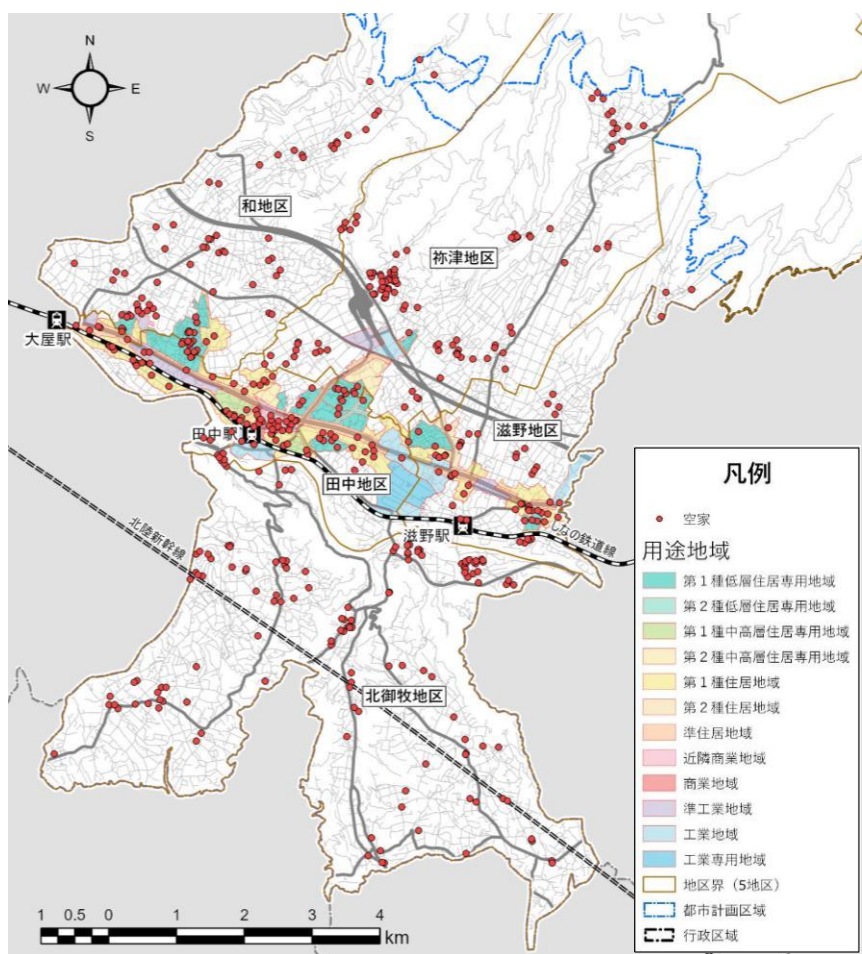 N
W
E
S
和地区
祢津地区
大屋駅
滋野地区
田中駅
田中地区
滋野駅
しなの鉄道線
北陸新幹線
北御牧地区
凡例
空家
用途地域
第1種低層住居専用地域
第2種低層住居専用地域
第1種中高層住居専用地域
第2種中高層住居専用地域
第1種住居地域
第2種住居地域
準住居地域
近隣商業地域
商業地域
準工業地域
工業地域
工業専用地域
地区界（5地区）
都市計画区域
行政区域
1 0.5 0 1 2 3 4
km